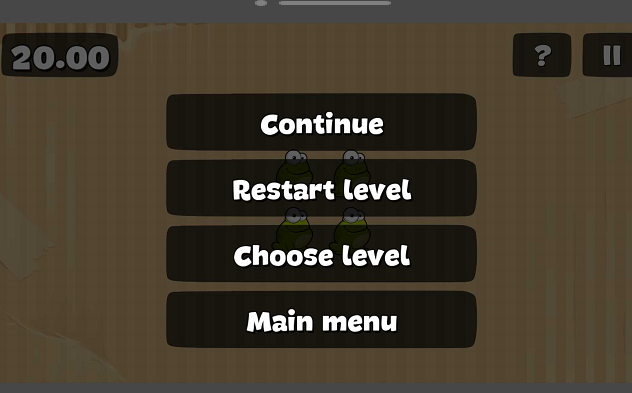 20.00
?
Continue
Restart level
Choose level
Main menu